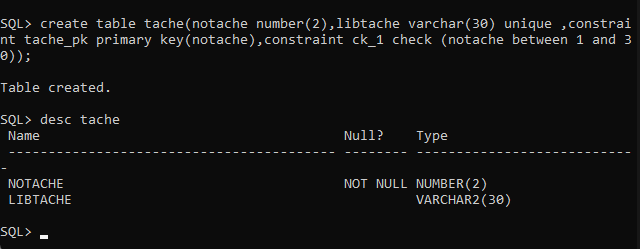 SQL> create table tache(notache number(2),libtache varchar(30) unique ,constrai
nt tache_pk primary key(notache),constraint ck_1 check (notache between 1 and 3
0));
Table created.
SQL> desc tache
Name Null? Type
----------------------------------------- -------- ---------------------------
-
NOTACHE NOT NULL NUMBER(2)
LIBTACHE VARCHAR2(30)
SQL>